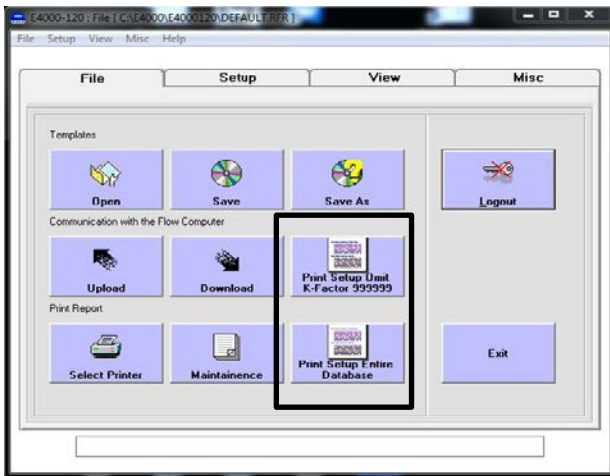 E4000-120 : File [ C:\E4000\E4000120\DEFAULT.RFR ]
File Setup View Misc Help
File Setup View Misc
Templates
Open Save Save As Logout
Communication with the Flow Computer
Upload Download Print Setup Omit
K-Factor 999999
Print Report
Select Printer Maintainence Print Setup Entire
Database
Exit